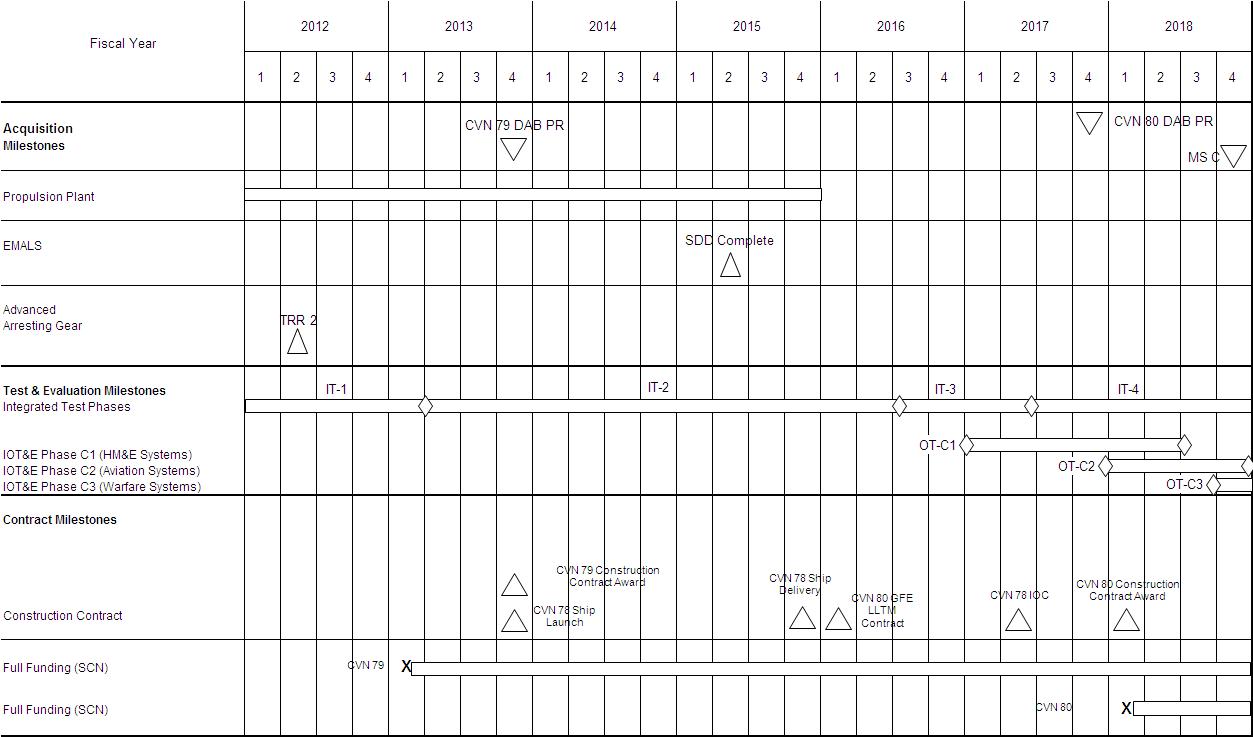 Fiscal Year
2012 2013 2014 2015 2016 2017 2018
1 2 3 4 1 2 3 4 1 2 3 4 1 2 3 4 1 2 3 4 1 2 3 4 1 2 3 4
Acquisition
Milestones
CVN 79 DAB PR
CVN 80 DAB PR
MS C
Propulsion Plant
EMALS
SDD Complete
Advanced
Arresting Gear
TRR 2
Test & Evaluation Milestones
Integrated Test Phases
IT-1 IT-2 IT-3 IT-4
IOT&E Phase C1 (HM&E Systems)
OT-C1
IOT&E Phase C2 (Aviation Systems)
OT-C2
IOT&E Phase C3 (Warfare Systems)
OT-C3
Contract Milestones
Construction Contract
CVN 79 Construction
Contract Award
CVN 78 Ship
Launch
CVN 78 Ship
Delivery
CVN 80 GFE
LLTM
Contract
CVN 78 IOC
CVN 80 Construction
Contract Award
Full Funding (SCN)
CVN 79 X
Full Funding (SCN)
CVN 80 X